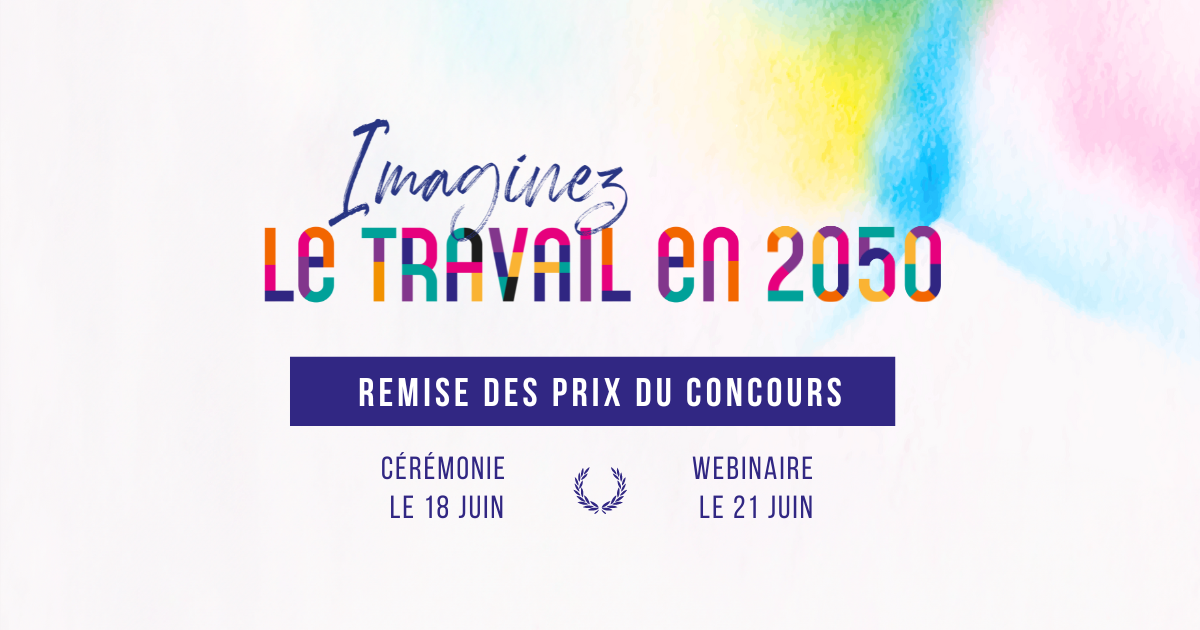 Imaginez
Le TRAVAIL en 2050
REMISE DES PRIX DU CONCOURS
CÉRÉMONIE
LE 18 JUIN
WEBINAIRE
LE 21 JUIN